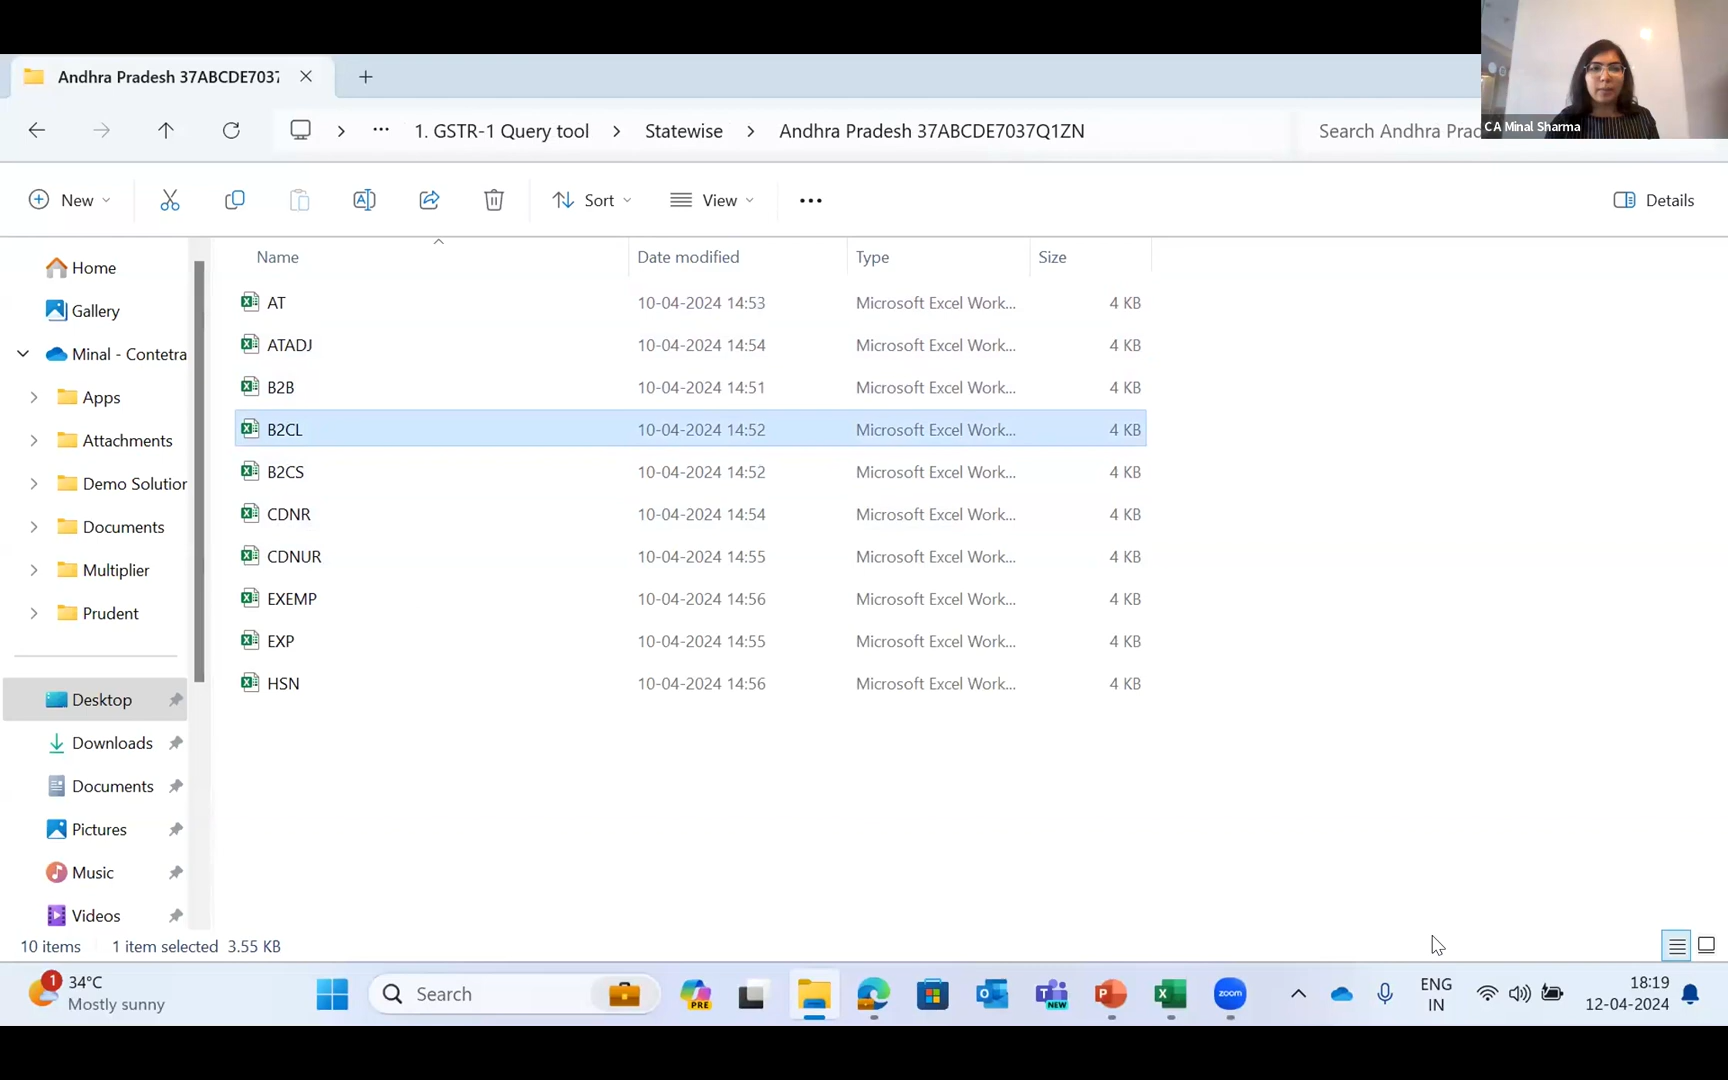 Andhra Pradesh 37ABCDE703
1. GSTR-1 Query tool
Statewise
Andhra Pradesh 37ABCDE7037Q1ZN
Search Andhra Prad
CA Minal Sharma
New
Sort
View
Details
Name
Date modified
Type
Size
Home
Gallery
Minal - Contetra
Apps
Attachments
Demo Solution
Documents
Multiplier
Prudent
Desktop
Downloads
Documents
Pictures
Music
Videos
AT 10-04-2024 14:53 Microsoft Excel Work... 4 KB
ATADJ 10-04-2024 14:54 Microsoft Excel Work... 4 KB
B2B 10-04-2024 14:51 Microsoft Excel Work... 4 KB
B2CL 10-04-2024 14:52 Microsoft Excel Work... 4 KB
B2CS 10-04-2024 14:52 Microsoft Excel Work... 4 KB
CDNR 10-04-2024 14:54 Microsoft Excel Work... 4 KB
CDNUR 10-04-2024 14:55 Microsoft Excel Work... 4 KB
EXEMP 10-04-2024 14:56 Microsoft Excel Work... 4 KB
EXP 10-04-2024 14:55 Microsoft Excel Work... 4 KB
HSN 10-04-2024 14:56 Microsoft Excel Work... 4 KB
10 items 1 item selected 3.55 KB
1
34°C
Mostly sunny
Search
PRE
NEW
zoom
ENG
IN
18:19
12-04-2024